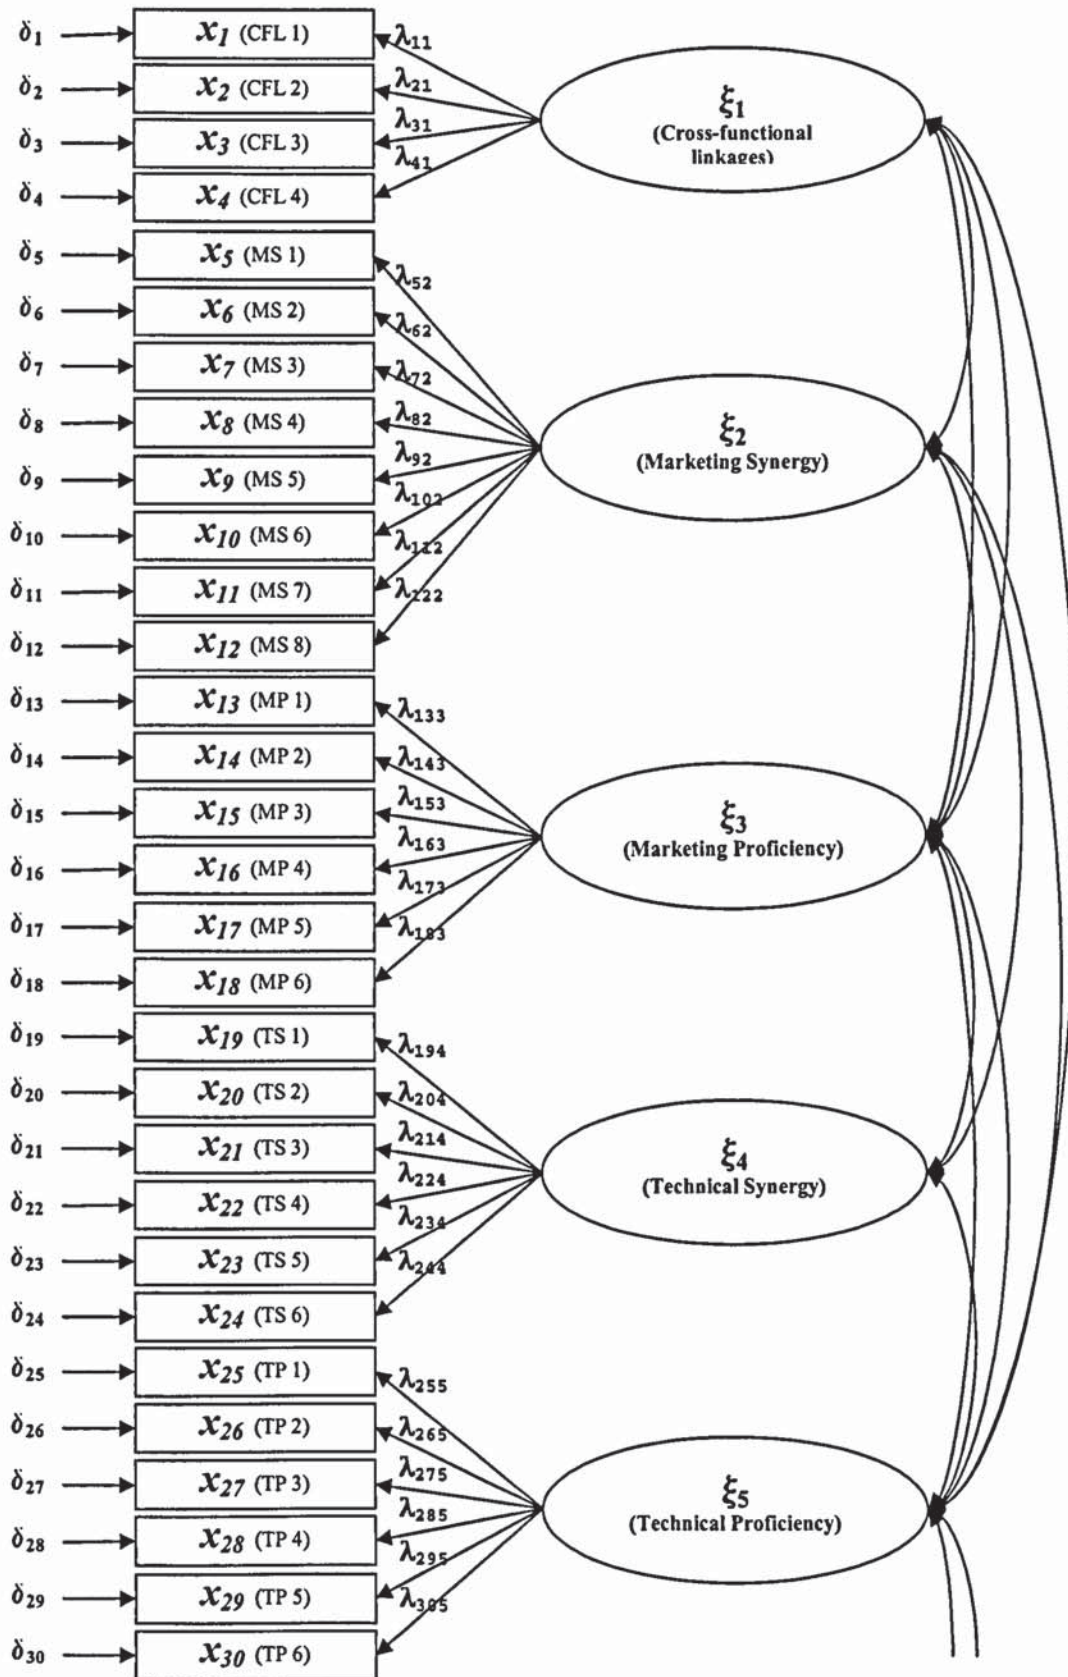 δ1 x1 (CFL 1) λ11
δ2 x2 (CFL 2) λ21
δ3 x3 (CFL 3) λ31
δ4 x4 (CFL 4) λ41
ξ1
(Cross-functional
linkages)
δ5 x5 (MS 1) λ52
δ6 x6 (MS 2) λ62
δ7 x7 (MS 3) λ72
δ8 x8 (MS 4) λ82
δ9 x9 (MS 5) λ92
δ10 x10 (MS 6) λ102
δ11 x11 (MS 7) λ112
δ12 x12 (MS 8) λ122
ξ2
(Marketing Synergy)
δ13 x13 (MP 1) λ133
δ14 x14 (MP 2) λ143
δ15 x15 (MP 3) λ153
δ16 x16 (MP 4) λ163
δ17 x17 (MP 5) λ173
δ18 x18 (MP 6) λ183
ξ3
(Marketing Proficiency)
δ19 x19 (TS 1) λ194
δ20 x20 (TS 2) λ204
δ21 x21 (TS 3) λ214
δ22 x22 (TS 4) λ224
δ23 x23 (TS 5) λ234
δ24 x24 (TS 6) λ244
ξ4
(Technical Synergy)
δ25 x25 (TP 1) λ255
δ26 x26 (TP 2) λ265
δ27 x27 (TP 3) λ275
δ28 x28 (TP 4) λ285
δ29 x29 (TP 5) λ295
δ30 x30 (TP 6) λ305
ξ5
(Technical Proficiency)